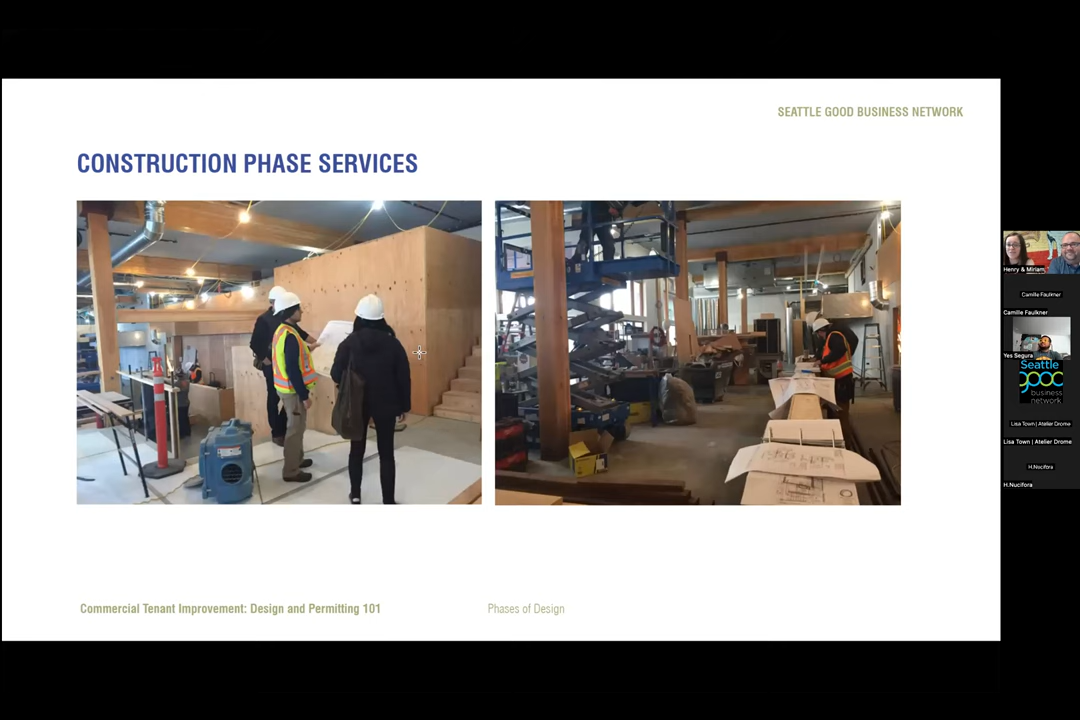 SEATTLE GOOD BUSINESS NETWORK
CONSTRUCTION PHASE SERVICES
Commercial Tenant Improvement: Design and Permitting 101
Phases of Design
Henry & Miriam
Camille Faulkner
Camille Faulkner
Yes Segura
Seattle
good
business
network
Lisa Town | Atelier Drome
Lisa Town | Atelier Drome
H.Nucifora
H.Nucifora